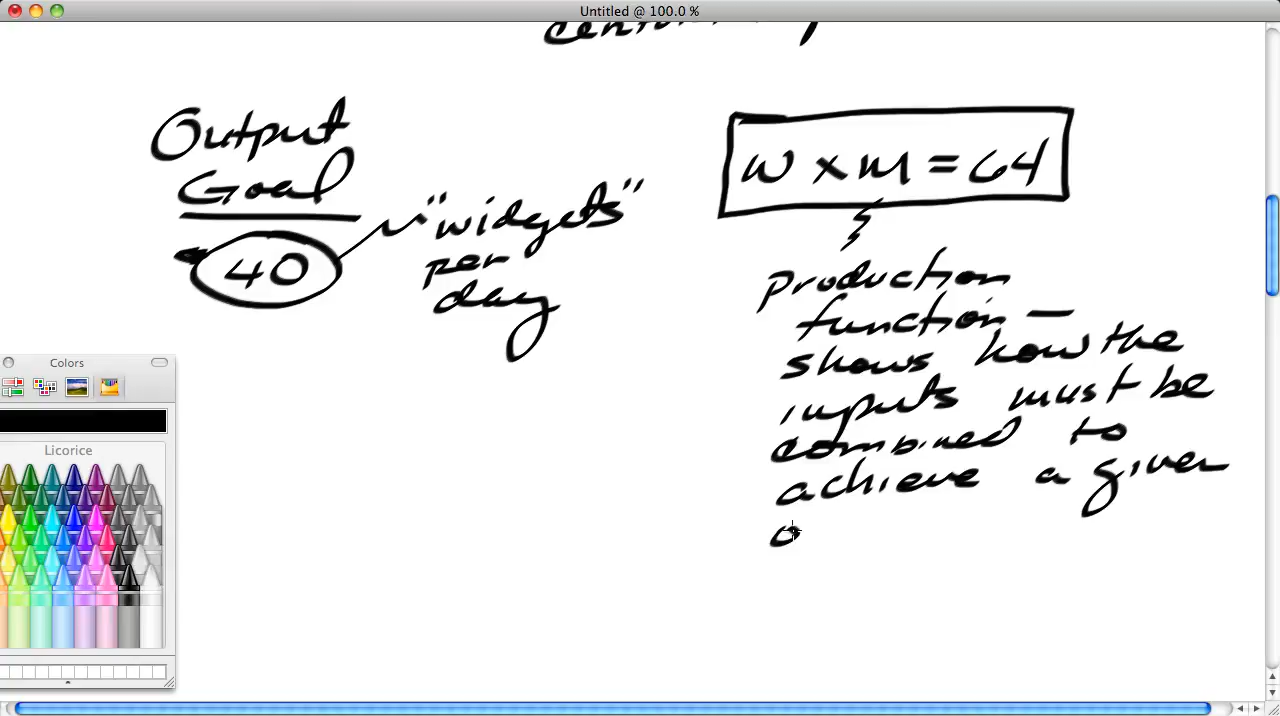 Untitled @ 100.0 %
Output
Goal
40
"widgets"
per
day
W x M = 64
production
function —
shows how the
inputs must be
combined to
achieve a given
o
Colors
Licorice